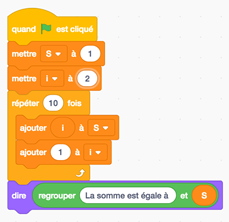 quand est cliqué
mettre S à 1
mettre i à 2
répéter 10 fois
ajouter i à S
ajouter 1 à i
dire regrouper La somme est égale à et S